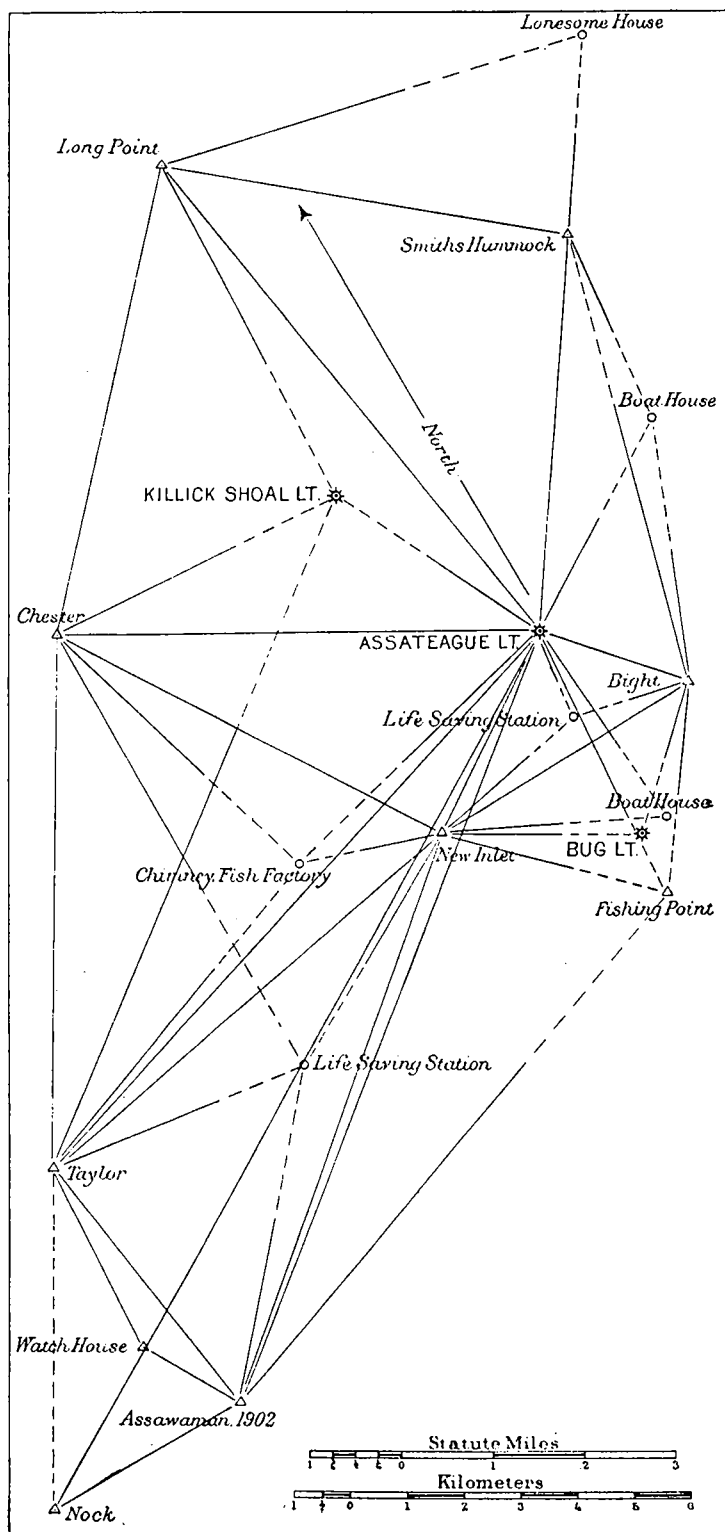 Lonesome House
Long Point
Smiths Hummock
Boat House
North
KILLICK SHOAL LT.
Chester
ASSATEAGUE LT.
Bight
Life Saving Station
Boat House
New Inlet
BUG LT.
Chimney, Fish Factory
Fishing Point
Life Saving Station
Taylor
Watch House
Assawaman. 1902
Nock
Statute Miles
1 0 1 2 3
Kilometers
1 0 1 2 3 4 5 6